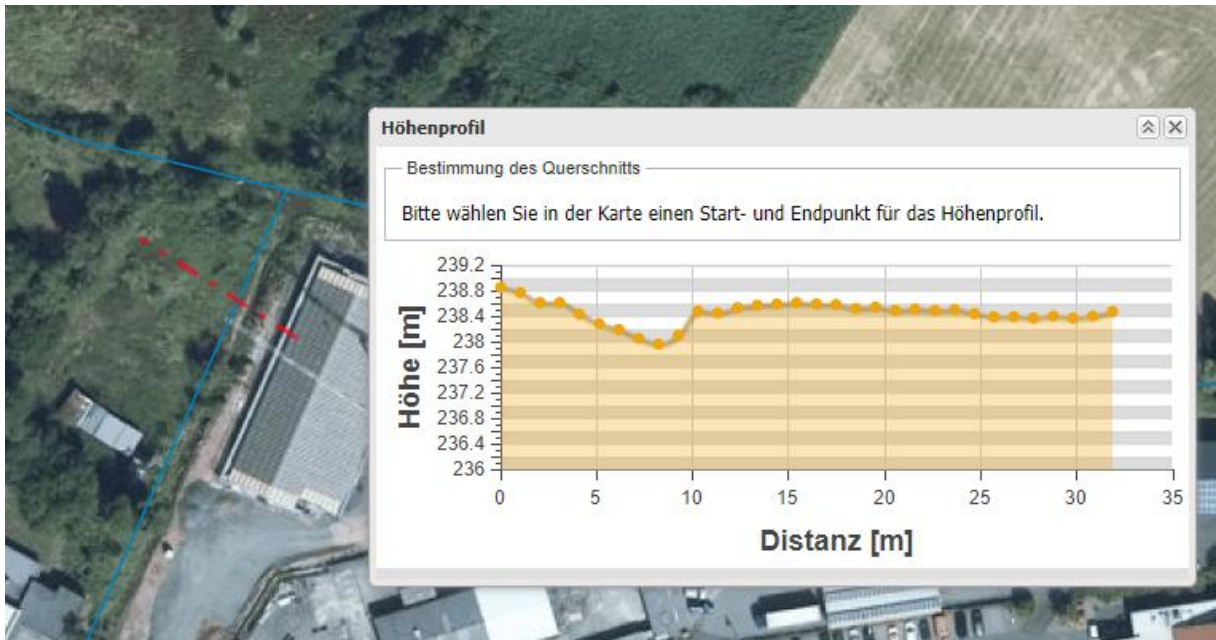 Höhenprofil
Bestimmung des Querschnitts
Bitte wählen Sie in der Karte einen Start- und Endpunkt für das Höhenprofil.
Höhe [m]
239.2
238.8
238.4
238
237.6
237.2
236.8
236.4
236
0 5 10 15 20 25 30 35
Distanz [m]